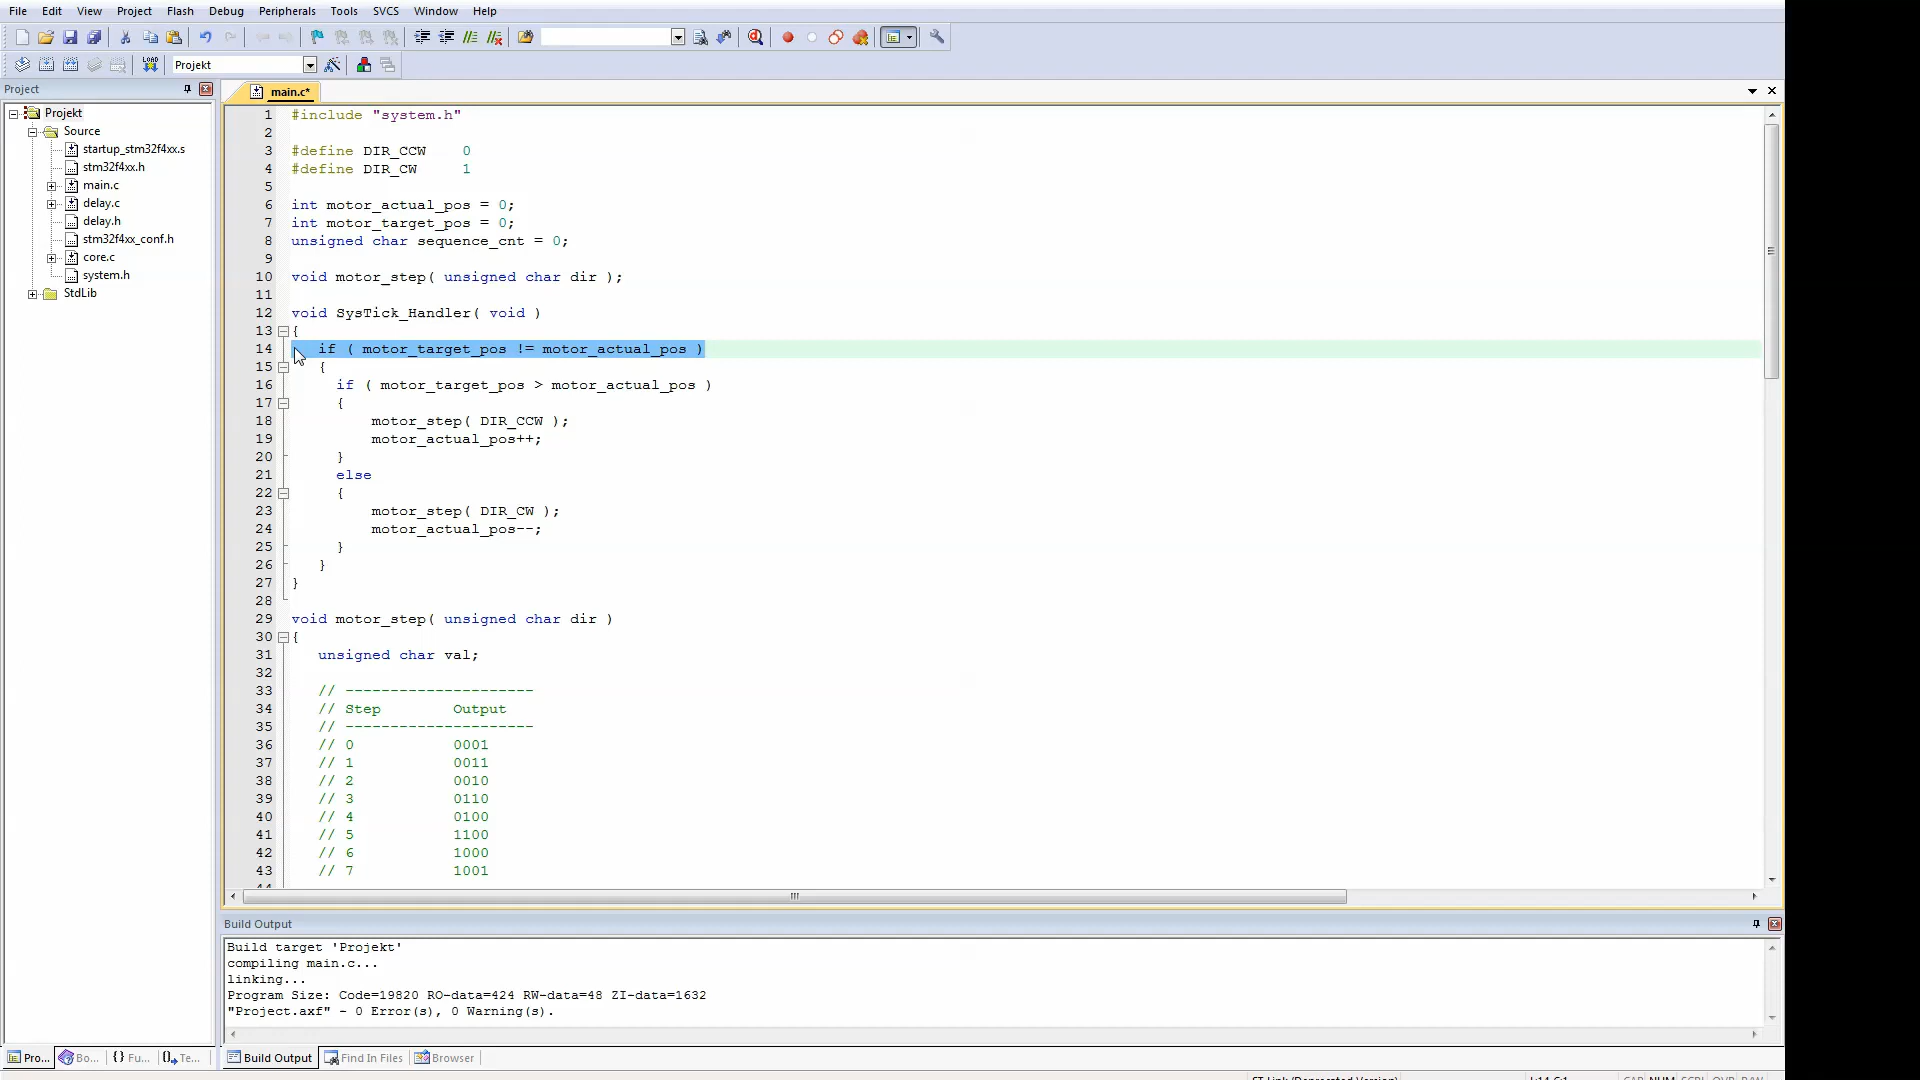 File Edit View Project Flash Debug Peripherals Tools SVCS Window Help
LOAD
Projekt
Project
main.c*
Projekt
Source
startup_stm32f4xx.s
stm32f4xx.h
main.c
delay.c
delay.h
stm32f4xx_conf.h
core.c
system.h
StdLib
1 #include "system.h"
2
3 #define DIR_CCW 0
4 #define DIR_CW 1
5
6 int motor_actual_pos = 0;
7 int motor_target_pos = 0;
8 unsigned char sequence_cnt = 0;
9
10 void motor_step( unsigned char dir );
11
12 void SysTick_Handler( void )
13 {
14 if ( motor_target_pos != motor_actual_pos )
15 {
16 if ( motor_target_pos > motor_actual_pos )
17 {
18 motor_step( DIR_CCW );
19 motor_actual_pos++;
20 }
21 else
22 {
23 motor_step( DIR_CW );
24 motor_actual_pos--;
25 }
26 }
27 }
28
29 void motor_step( unsigned char dir )
30 {
31 unsigned char val;
32
33 // ---------------------
34 // Step Output
35 // ---------------------
36 // 0 0001
37 // 1 0011
38 // 2 0010
39 // 3 0110
40 // 4 0100
41 // 5 1100
42 // 6 1000
43 // 7 1001
Build Output
Build target 'Projekt'
compiling main.c...
linking...
Program Size: Code=19820 RO-data=424 RW-data=48 ZI-data=1632
"Project.axf" - 0 Error(s), 0 Warning(s).
Pro... Bo... {} Fu... Te... Build Output Find In Files Browser